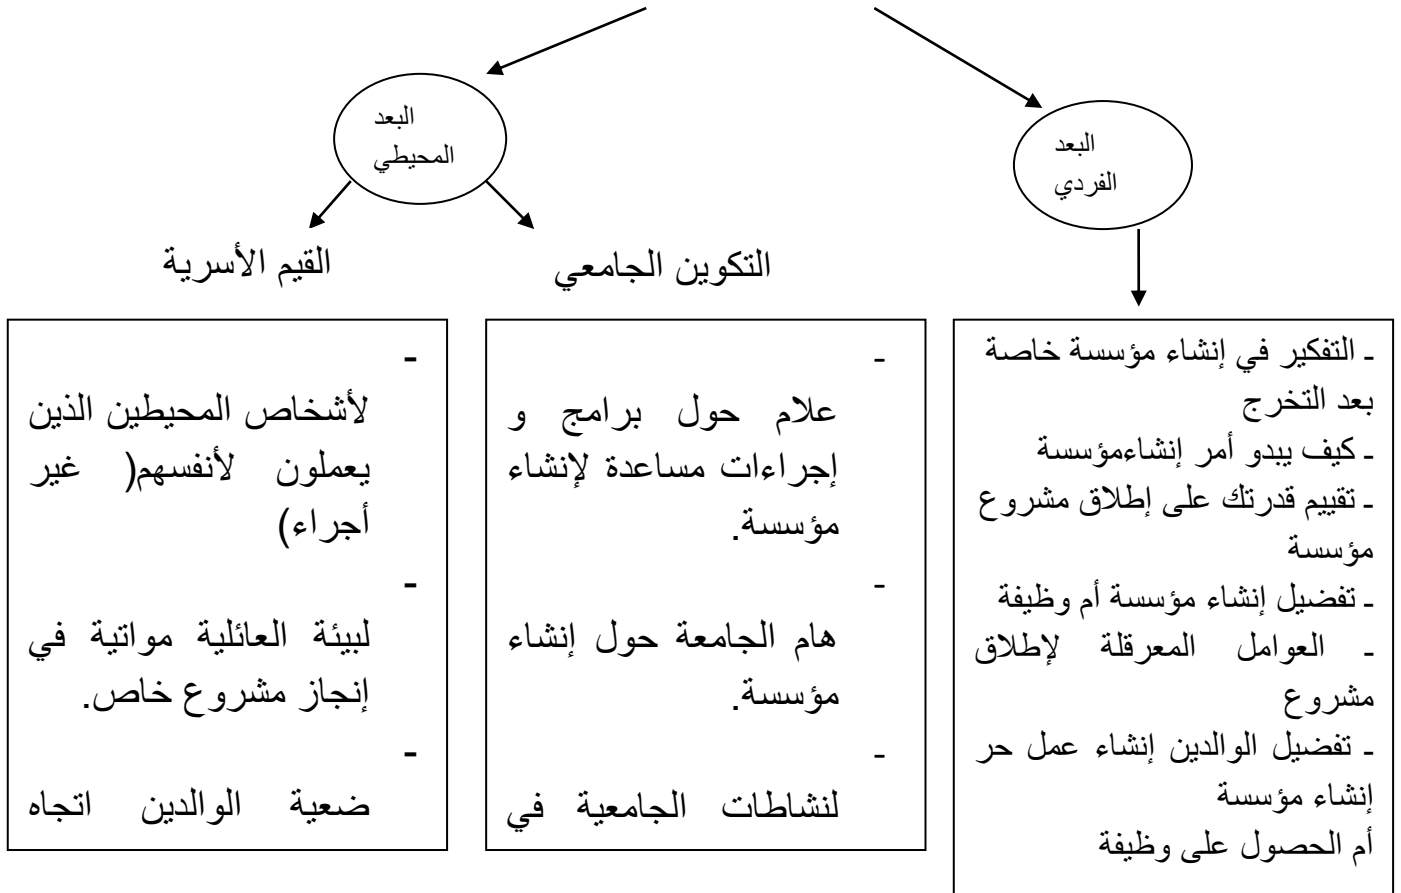 البعد
الفردي
البعد
المحيطي
التكوين الجامعي
القيم الأسرية
ـ التفكير في إنشاء مؤسسة خاصة
بعد التخرج
ـ كيف يبدو أمر إنشاءمؤسسة
ـ تقييم قدرتك على إطلاق مشروع
مؤسسة
ـ تفضيل إنشاء مؤسسة أم وظيفة
ـ العوامل المعرقلة لإطلاق
مشروع
ـ تفضيل الوالدين إنشاء عمل حر
إنشاء مؤسسة
أم الحصول على وظيفة
-
علام حول برامج و
إجراءات مساعدة لإنشاء
مؤسسة.
-
هام الجامعة حول إنشاء
مؤسسة.
-
لنشاطات الجامعية في
-
لأشخاص المحيطين الذين
يعملون لأنفسهم( غير
أجراء)
-
لبيئة العائلية مواتية في
إنجاز مشروع خاص.
-
ضعية الوالدين اتجاه